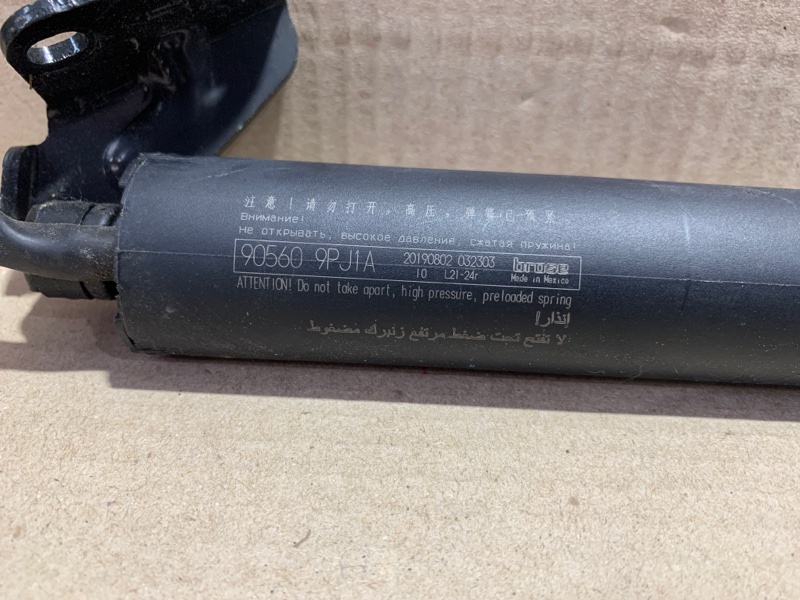 注意！请勿打开，高压，弹簧已预紧
Внимание!
Не открывать, высокое давление, сжатая пружина!
90560 9PJ1A 20190802 032303 brose
10 L21-24r Made in Mexico
ATTENTION! Do not take apart, high pressure, preloaded spring
إنذار!
لا تفتح تحت ضغط مرتفع زنبرك مضغوط